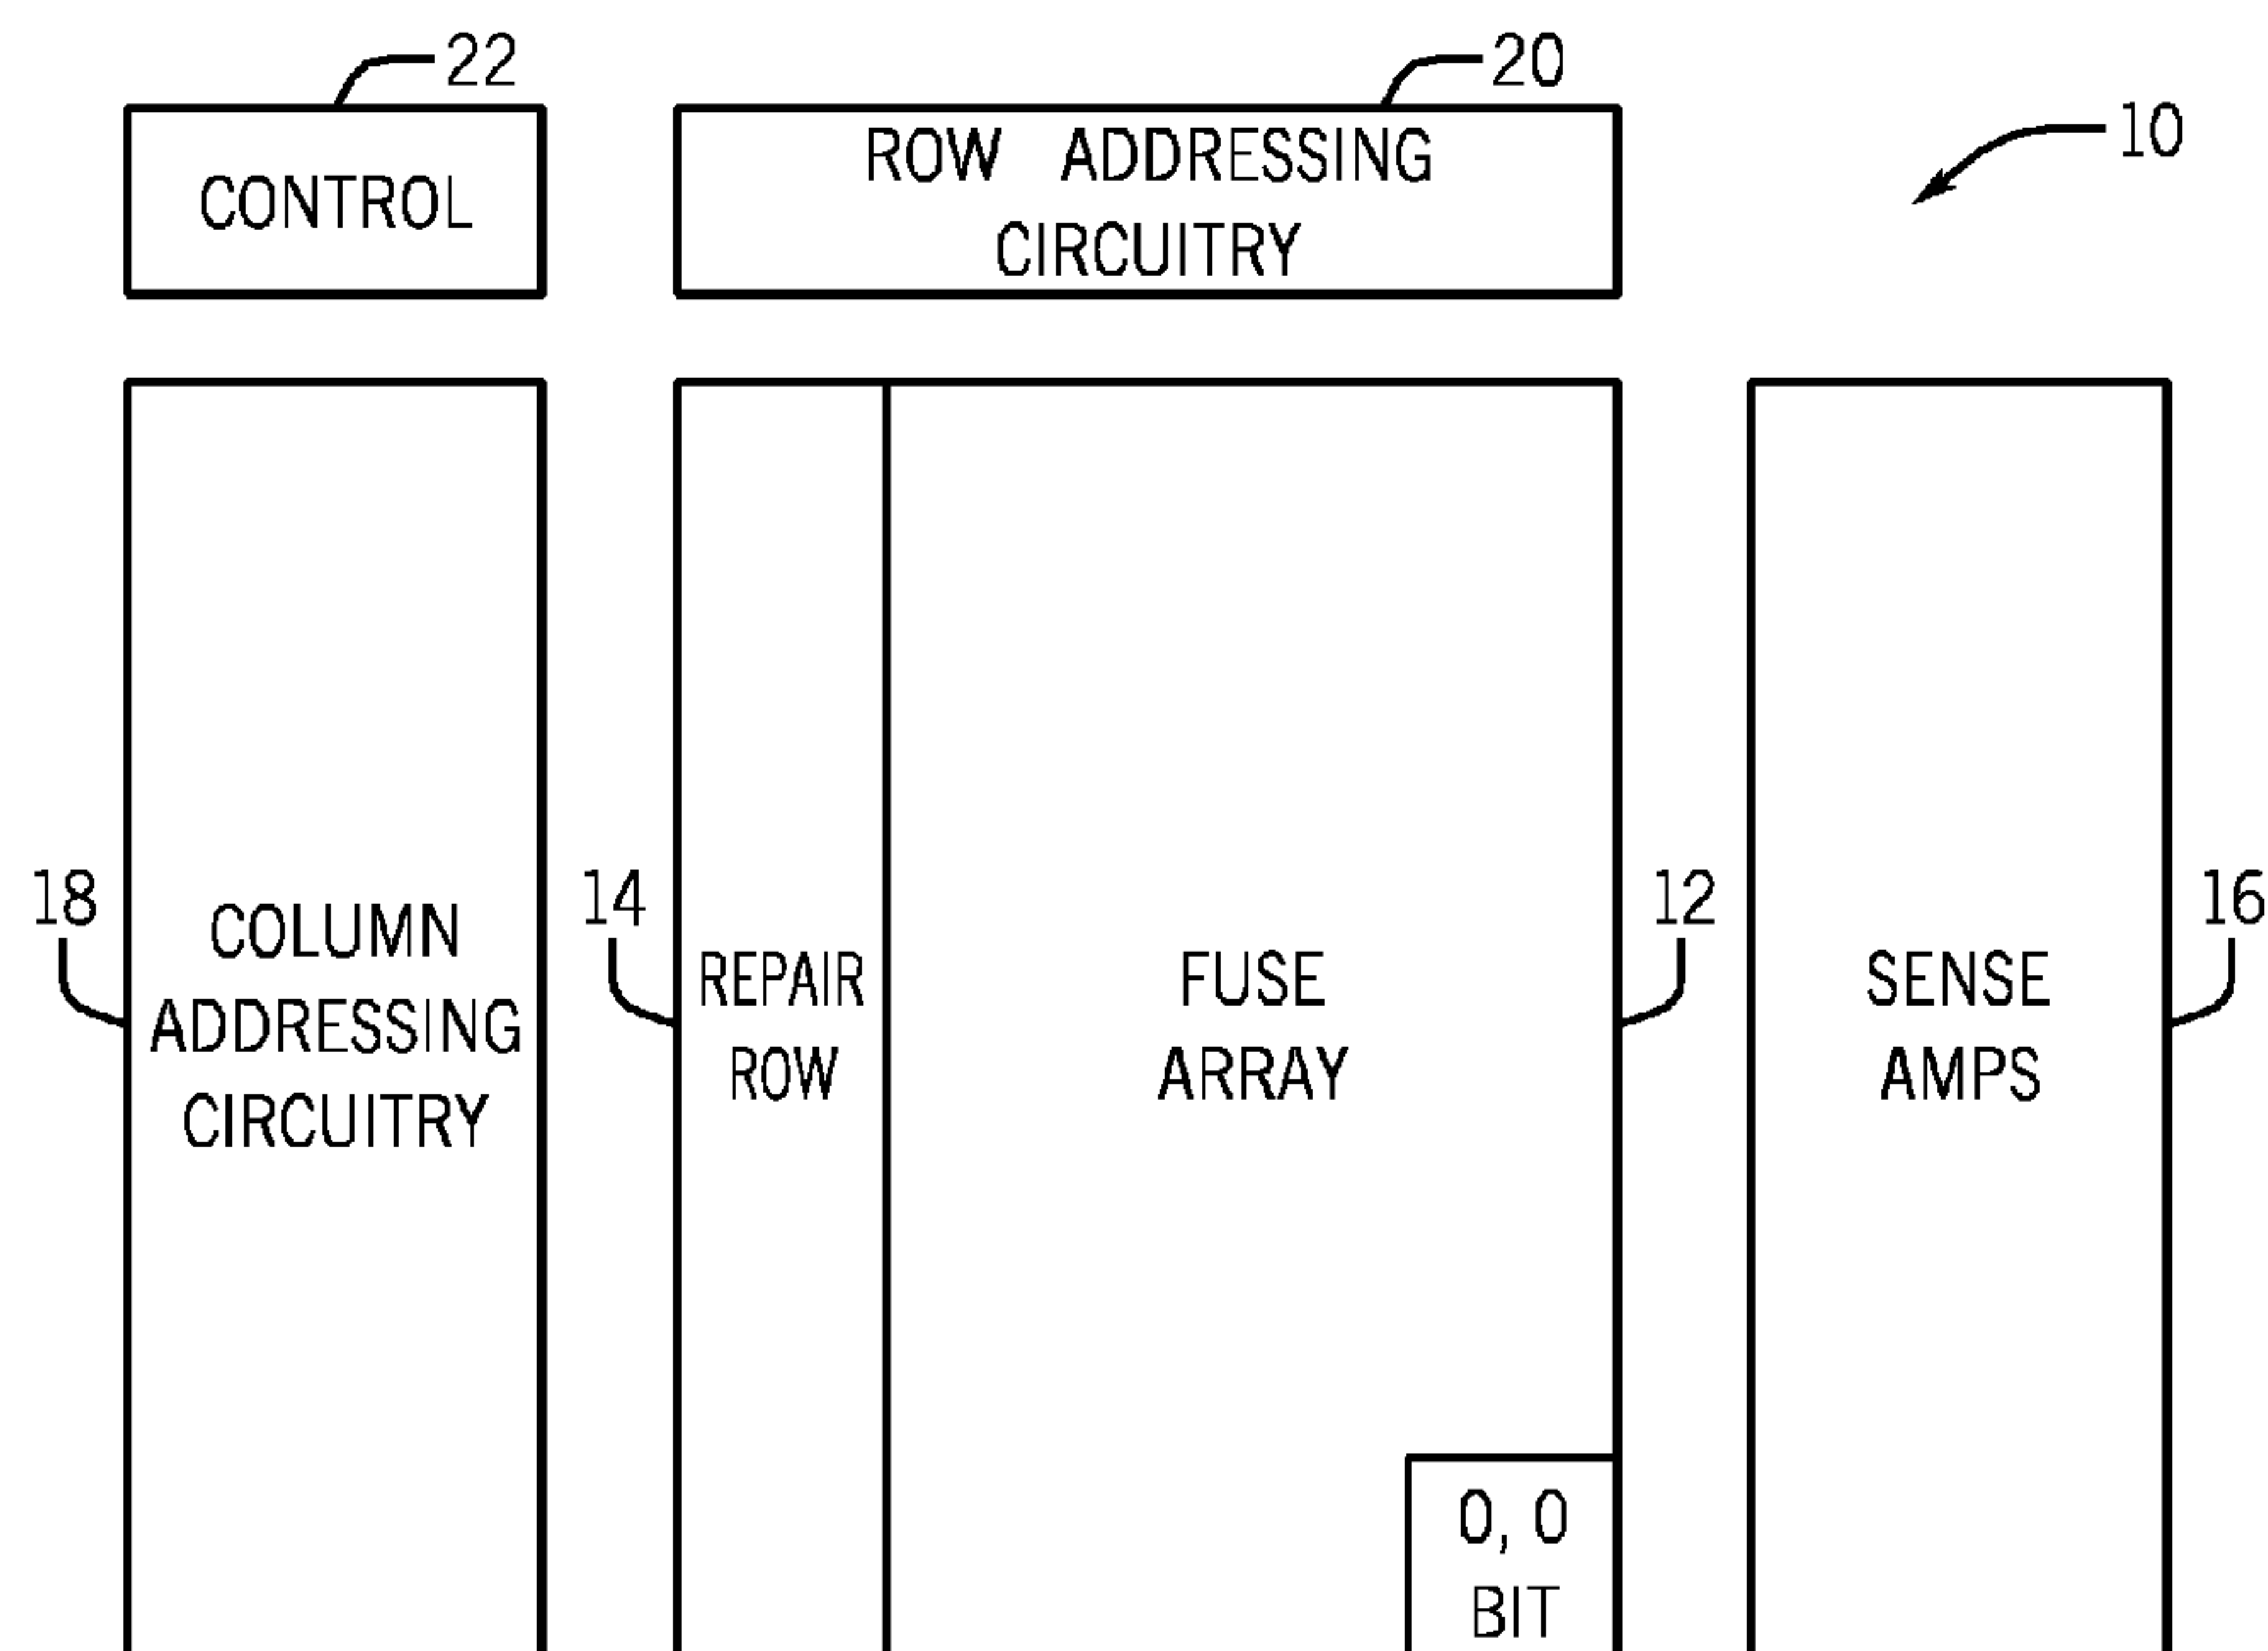 22
20
10
CONTROL
ROW ADDRESSING
CIRCUITRY
18
COLUMN
ADDRESSING
CIRCUITRY
14
REPAIR
ROW
FUSE
ARRAY
12
SENSE
AMPS
16
0, 0
BIT